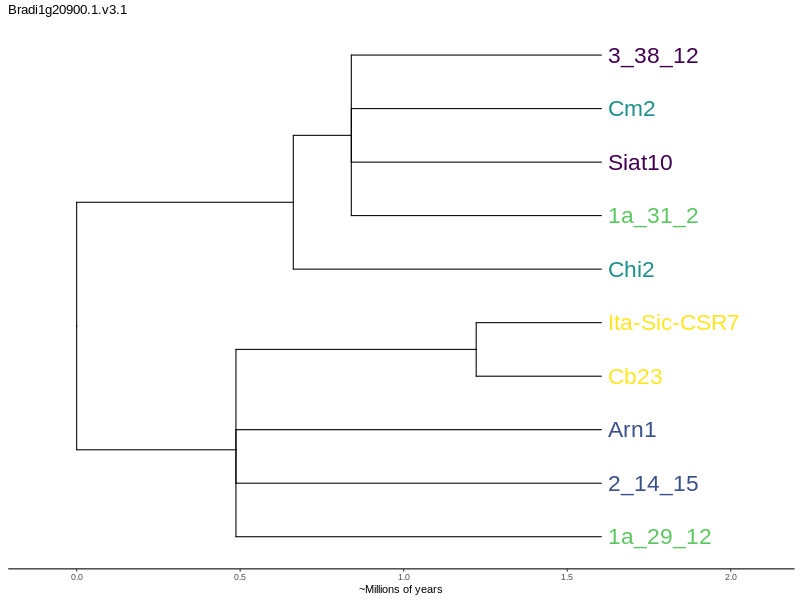 Bradi1g20900.1.v3.1
3_38_12
Cm2
Siat10
1a_31_2
Chi2
Ita-Sic-CSR7
Cb23
Arn1
2_14_15
1a_29_12
0.0 0.5 1.0 1.5 2.0
~Millions of years